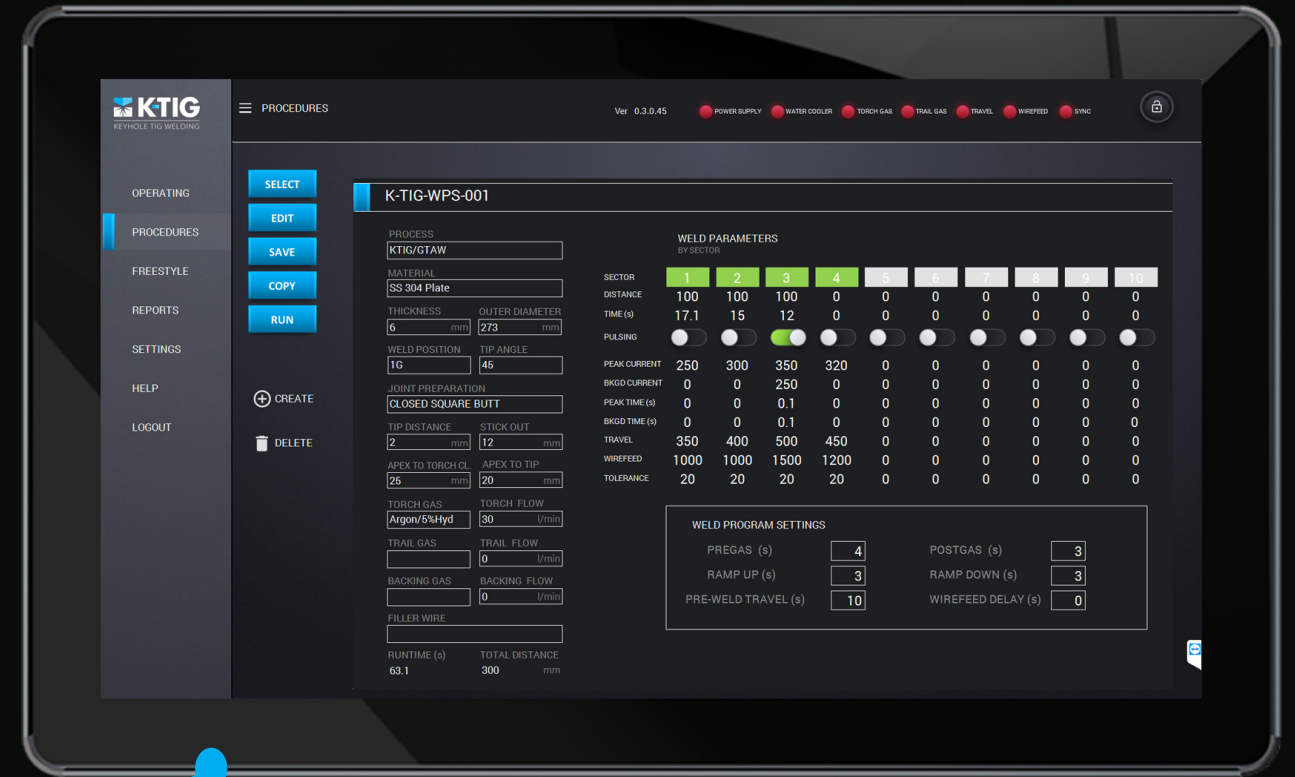 K-TIG
KEYHOLE TIG WELDING
PROCEDURES
Ver 0.3.0.45
POWER SUPPLY WATER COOLER TORCH GAS TRAIL GAS TRAVEL WIREFEED SYNC
OPERATING
PROCEDURES
FREESTYLE
REPORTS
SETTINGS
HELP
LOGOUT
SELECT
EDIT
SAVE
COPY
RUN
CREATE
DELETE
K-TIG-WPS-001
PROCESS
KTIG/GTAW
MATERIAL
SS 304 Plate
THICKNESS OUTER DIAMETER
6 mm 273 mm
WELD POSITION TIP ANGLE
1G 45
JOINT PREPARATION
CLOSED SQUARE BUTT
TIP DISTANCE STICK OUT
2 mm 12 mm
APEX TO TORCH CL. APEX TO TIP
25 mm 20 mm
TORCH GAS TORCH FLOW
Argon/5%Hyd 30 l/min
TRAIL GAS TRAIL FLOW
0 l/min
BACKING GAS BACKING FLOW
0 l/min
FILLER WIRE
RUNTIME (s) TOTAL DISTANCE
63.1 300 mm
WELD PARAMETERS
BY SECTOR
SECTOR 1 2 3 4 5 6 7 8 9 10
DISTANCE 100 100 100 0 0 0 0 0 0 0
TIME (s) 17.1 15 12 0 0 0 0 0 0 0
PULSING
PEAK CURRENT 250 300 350 320 0 0 0 0 0 0
BKGD CURRENT 0 0 250 0 0 0 0 0 0 0
PEAK TIME (s) 0 0 0.1 0 0 0 0 0 0 0
BKGD TIME (s) 0 0 0.1 0 0 0 0 0 0 0
TRAVEL 350 400 500 450 0 0 0 0 0 0
WIREFEED 1000 1000 1500 1200 0 0 0 0 0 0
TOLERANCE 20 20 20 20 0 0 0 0 0 0
WELD PROGRAM SETTINGS
PREGAS (s) 4 POSTGAS (s) 3
RAMP UP (s) 3 RAMP DOWN (s) 3
PRE-WELD TRAVEL (s) 10 WIREFEED DELAY (s) 0